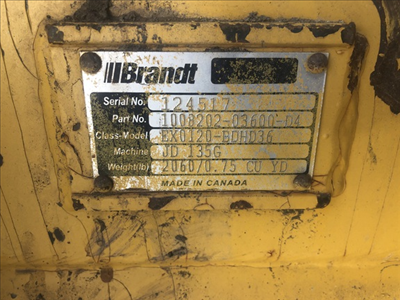 Brandt
Serial No. 124517
Part No. 1008202-03600-D4
Class-Model EX0120-BDHD36
Machine JD 135G
Weight(lb) 2060/0.75 CU YD
MADE IN CANADA